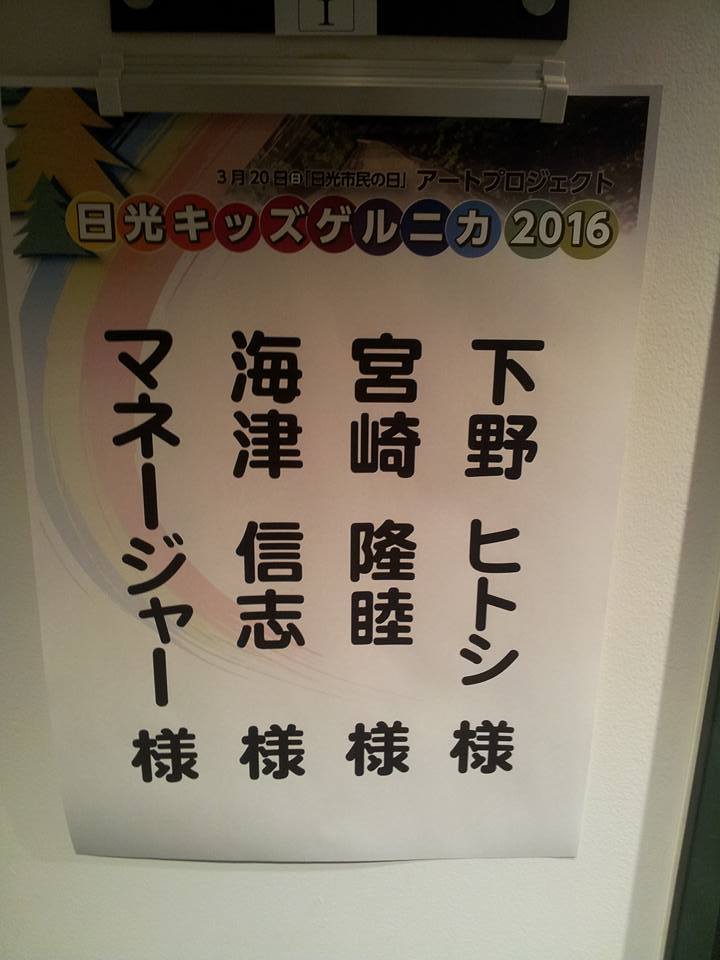 3月20日㊐「日光市民の日」 アートプロジェクト
日光キッズゲルニカ 2016
下野 ヒトシ 様
宮崎 隆睦 様
海津 信志 様
マネージャー 様